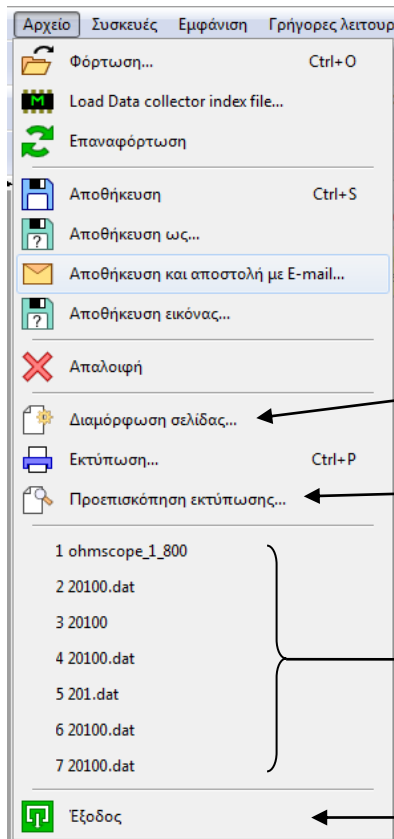 Αρχείο Συσκευές Εμφάνιση Γρήγορες λειτουρ
Φόρτωση... Ctrl+O
Load Data collector index file...
Επαναφόρτωση
Αποθήκευση Ctrl+S
Αποθήκευση ως...
Αποθήκευση και αποστολή με E-mail...
Αποθήκευση εικόνας...
Απαλοιφή
Διαμόρφωση σελίδας...
Εκτύπωση... Ctrl+P
Προεπισκόπηση εκτύπωσης...
1 ohmscope_1_800
2 20100.dat
3 20100
4 20100.dat
5 201.dat
6 20100.dat
7 20100.dat
Έξοδος